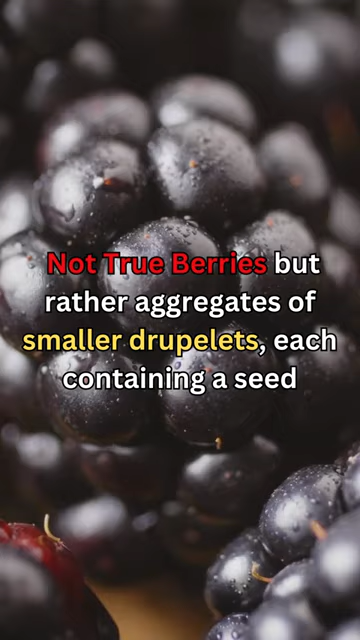 Not True Berries but
rather aggregates of
smaller drupelets, each
containing a seed